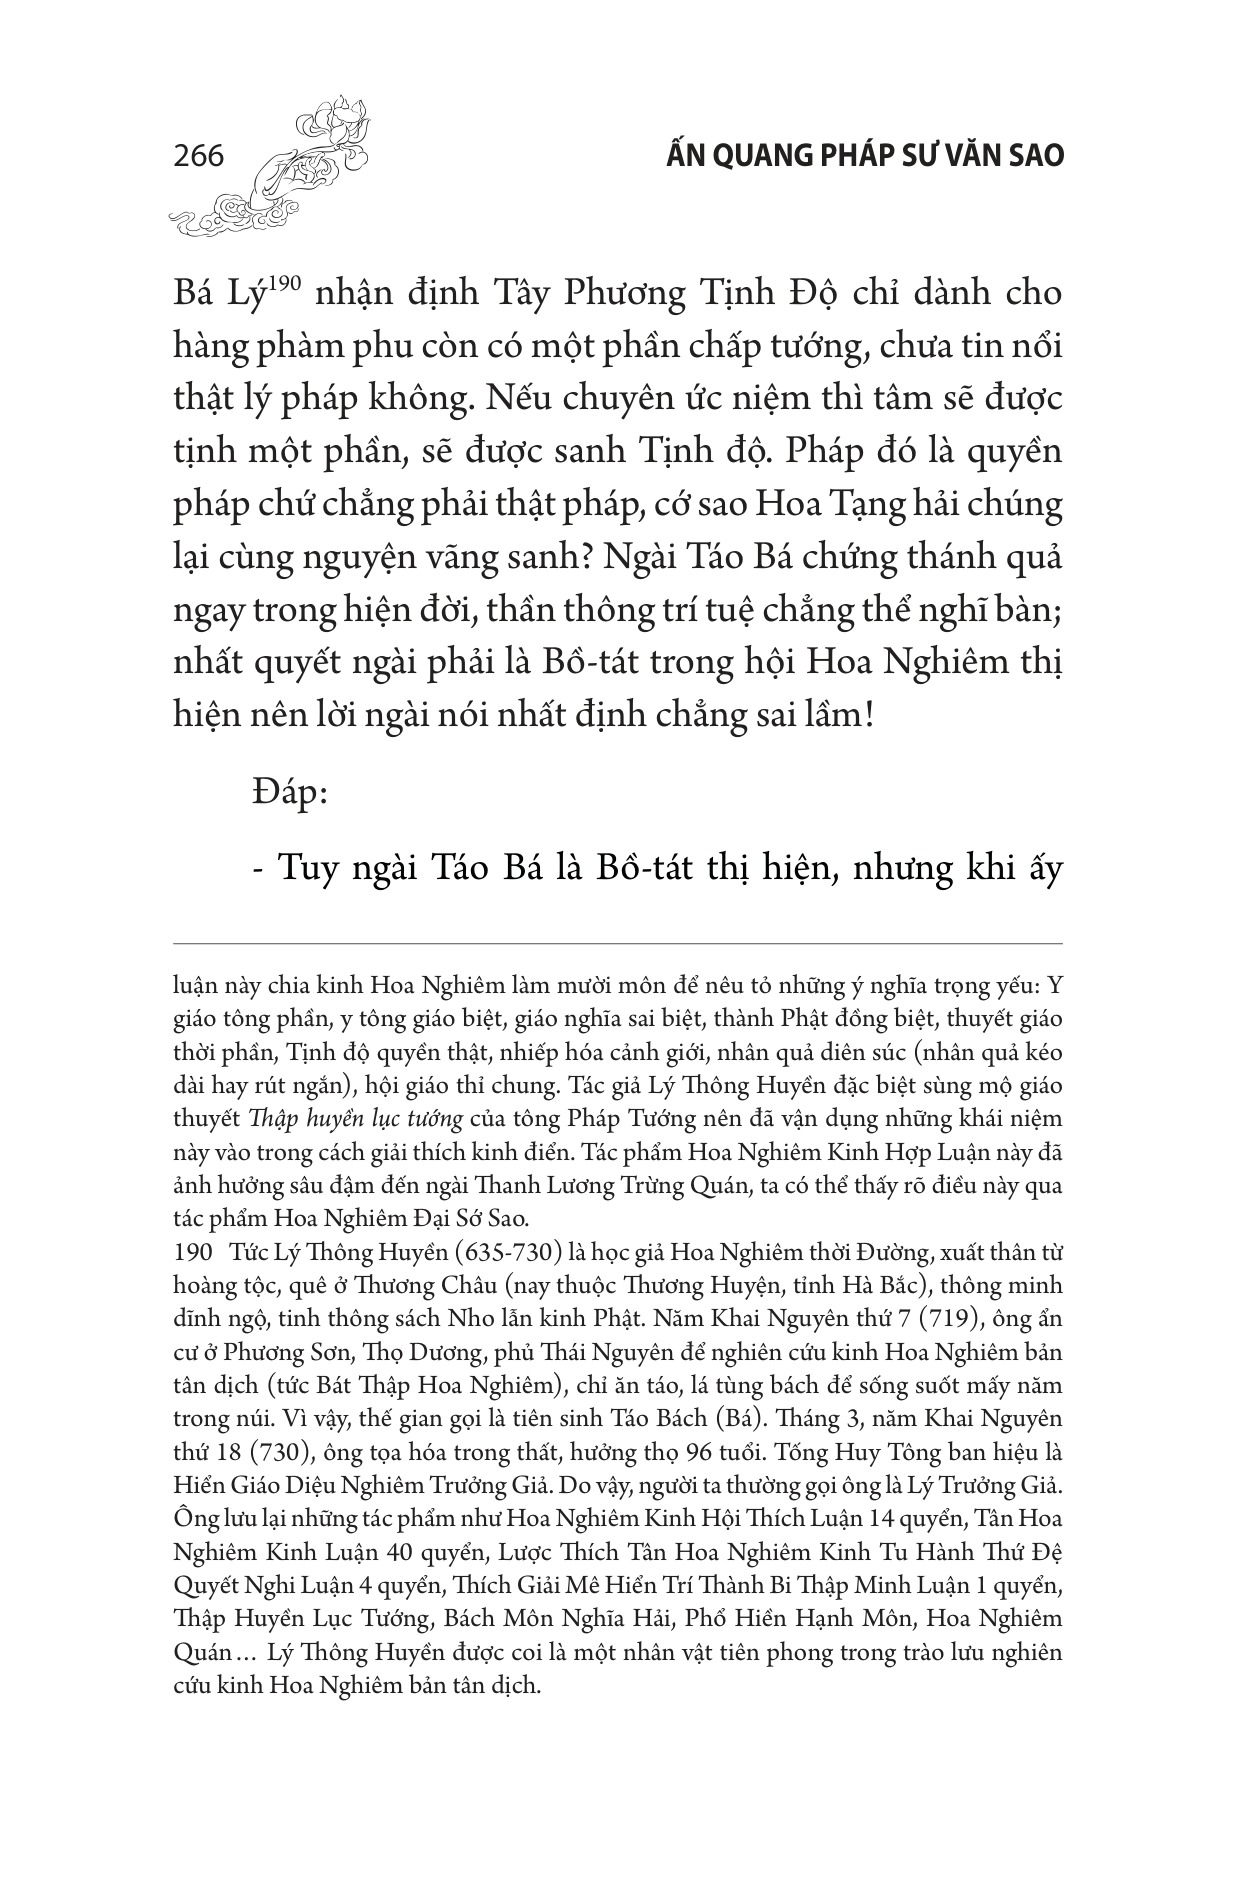 266
ẤN QUANG PHÁP SƯ VĂN SAO
Bá Lý190 nhận định Tây Phương Tịnh Độ chỉ dành cho
hàng phàm phu còn có một phần chấp tướng, chưa tin nổi
thật lý pháp không. Nếu chuyên ức niệm thì tâm sẽ được
tịnh một phần, sẽ được sanh Tịnh độ. Pháp đó là quyền
pháp chứ chẳng phải thật pháp, cớ sao Hoa Tạng hải chúng
lại cùng nguyện vãng sanh? Ngài Táo Bá chứng thánh quả
ngay trong hiện đời, thần thông trí tuệ chẳng thể nghĩ bàn;
nhất quyết ngài phải là Bồ-tát trong hội Hoa Nghiêm thị
hiện nên lời ngài nói nhất định chẳng sai lầm!
Đáp:
- Tuy ngài Táo Bá là Bồ-tát thị hiện, nhưng khi ấy
luận này chia kinh Hoa Nghiêm làm mười môn để nêu tỏ những ý nghĩa trọng yếu: Y
giáo tông phần, y tông giáo biệt, giáo nghĩa sai biệt, thành Phật đồng biệt, thuyết giáo
thời phần, Tịnh độ quyền thật, nhiếp hóa cảnh giới, nhân quả diên súc (nhân quả kéo
dài hay rút ngắn), hội giáo thỉ chung. Tác giả Lý Thông Huyền đặc biệt sùng mộ giáo
thuyết Thập huyền lục tướng của tông Pháp Tướng nên đã vận dụng những khái niệm
này vào trong cách giải thích kinh điển. Tác phẩm Hoa Nghiêm Kinh Hợp Luận này đã
ảnh hưởng sâu đậm đến ngài Thanh Lương Trừng Quán, ta có thể thấy rõ điều này qua
tác phẩm Hoa Nghiêm Đại Sớ Sao.
190 Tức Lý Thông Huyền (635-730) là học giả Hoa Nghiêm thời Đường, xuất thân từ
hoàng tộc, quê ở Thương Châu (nay thuộc Thương Huyện, tỉnh Hà Bắc), thông minh
dĩnh ngộ, tinh thông sách Nho lẫn kinh Phật. Năm Khai Nguyên thứ 7 (719), ông ẩn
cư ở Phương Sơn, Thọ Dương, phủ Thái Nguyên để nghiên cứu kinh Hoa Nghiêm bản
tân dịch (tức Bát Thập Hoa Nghiêm), chỉ ăn táo, lá tùng bách để sống suốt mấy năm
trong núi. Vì vậy, thế gian gọi là tiên sinh Táo Bách (Bá). Tháng 3, năm Khai Nguyên
thứ 18 (730), ông tọa hóa trong thất, hưởng thọ 96 tuổi. Tống Huy Tông ban hiệu là
Hiển Giáo Diệu Nghiêm Trưởng Giả. Do vậy, người ta thường gọi ông là Lý Trưởng Giả.
Ông lưu lại những tác phẩm như Hoa Nghiêm Kinh Hội Thích Luận 14 quyển, Tân Hoa
Nghiêm Kinh Luận 40 quyển, Lược Thích Tân Hoa Nghiêm Kinh Tu Hành Thứ Đệ
Quyết Nghi Luận 4 quyển, Thích Giải Mê Hiển Trí Thành Bi Thập Minh Luận 1 quyển,
Thập Huyền Lục Tướng, Bách Môn Nghĩa Hải, Phổ Hiền Hạnh Môn, Hoa Nghiêm
Quán… Lý Thông Huyền được coi là một nhân vật tiên phong trong trào lưu nghiên
cứu kinh Hoa Nghiêm bản tân dịch.